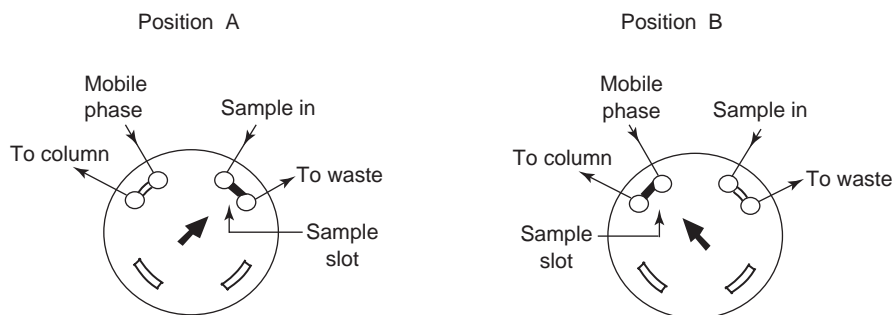 Position A
Mobile
phase
Sample in
To column
To waste
Sample
slot
Position B
Mobile
phase
Sample in
To column
To waste
Sample
slot